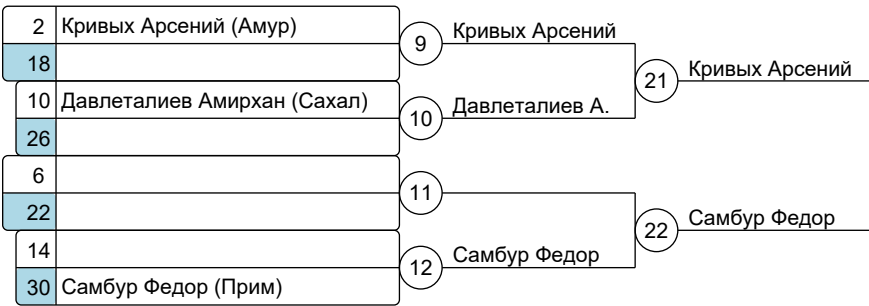 2 Кривых Арсений (Амур)
18
10 Давлеталиев Амирхан (Сахал)
26
6
22
14
30 Самбур Федор (Прим)
9 Кривых Арсений
10 Давлеталиев А.
11
12 Самбур Федор
21 Кривых Арсений
22 Самбур Федор